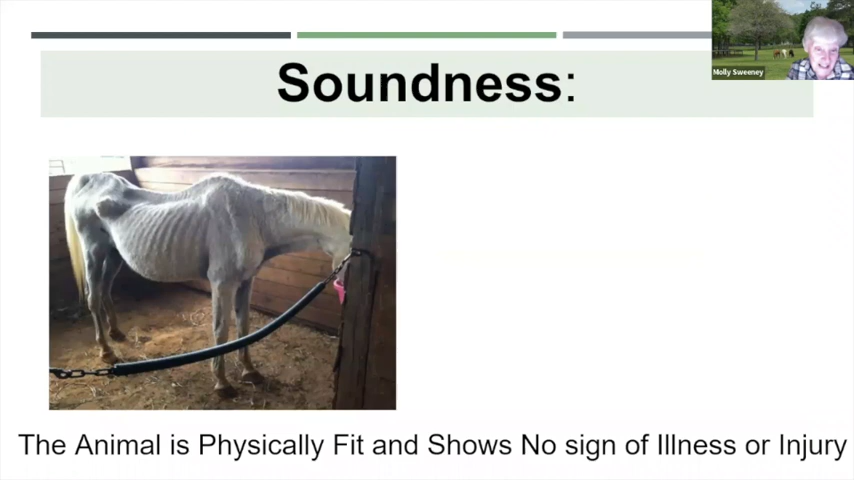 Molly Sweeney
Soundness:
The Animal is Physically Fit and Shows No sign of Illness or Injury